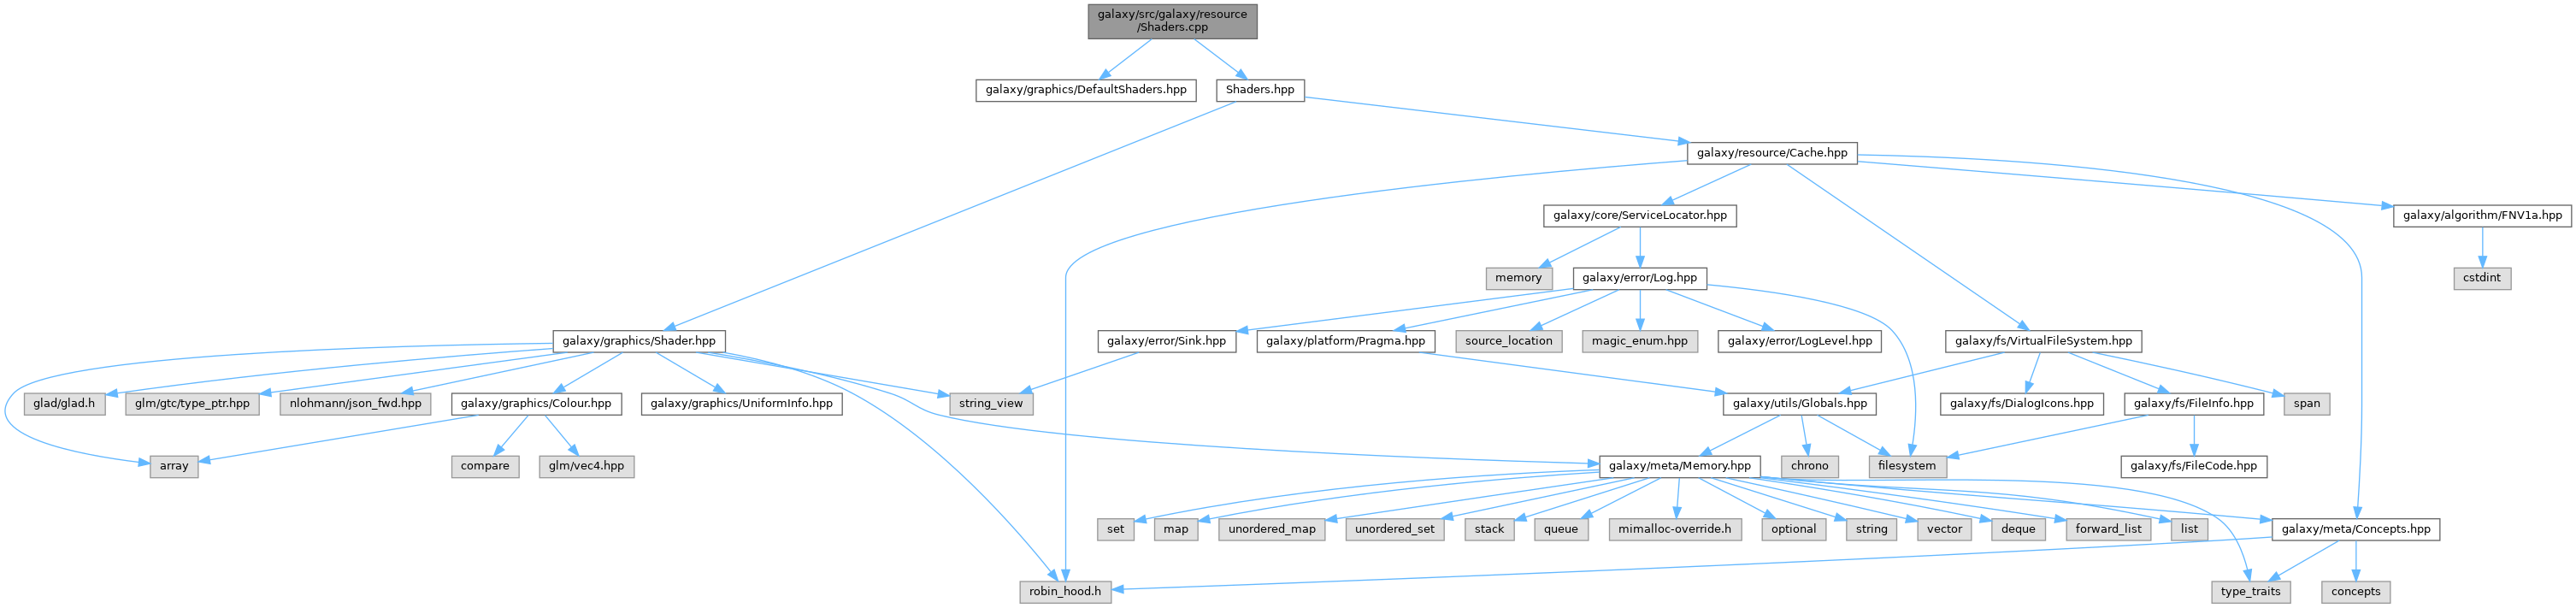 galaxy/src/galaxy/resource
/Shaders.cpp
galaxy/graphics/DefaultShaders.hpp
Shaders.hpp
galaxy/resource/Cache.hpp
galaxy/core/ServiceLocator.hpp
galaxy/algorithm/FNV1a.hpp
memory
galaxy/error/Log.hpp
cstdint
galaxy/graphics/Shader.hpp
galaxy/error/Sink.hpp
galaxy/platform/Pragma.hpp
source_location
magic_enum.hpp
galaxy/error/LogLevel.hpp
galaxy/fs/VirtualFileSystem.hpp
glad/glad.h
glm/gtc/type_ptr.hpp
nlohmann/json_fwd.hpp
galaxy/graphics/Colour.hpp
galaxy/graphics/UniformInfo.hpp
string_view
galaxy/utils/Globals.hpp
galaxy/fs/DialogIcons.hpp
galaxy/fs/FileInfo.hpp
span
array
compare
glm/vec4.hpp
galaxy/meta/Memory.hpp
chrono
filesystem
galaxy/fs/FileCode.hpp
set
map
unordered_map
unordered_set
stack
queue
mimalloc-override.h
optional
string
vector
deque
forward_list
list
galaxy/meta/Concepts.hpp
robin_hood.h
type_traits
concepts